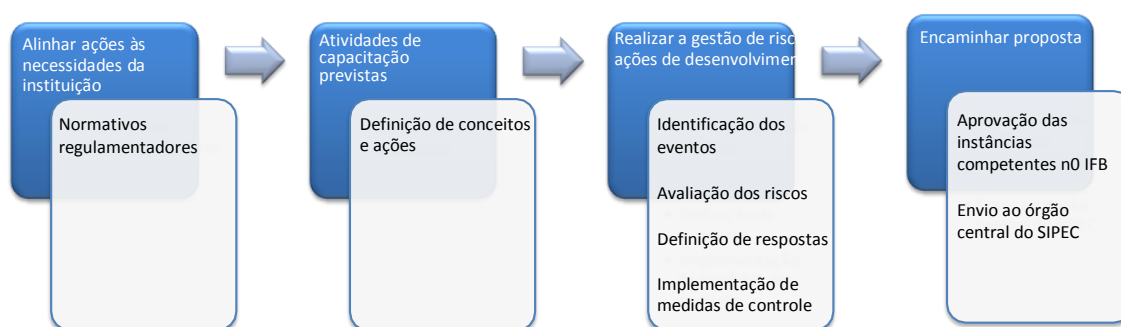 Alinhar ações às
necessidades da
instituição
Normativos
regulamentadores
Atividades de
capacitação
previstas
Definição de conceitos
e ações
Realizar a gestão de risc
ações de desenvolvimen
Identificação dos
eventos
Avaliação dos riscos
Definição de respostas
Implementação de
medidas de controle
Encaminhar proposta
Aprovação das
instâncias
competentes n0 IFB
Envio ao órgão
central do SIPEC